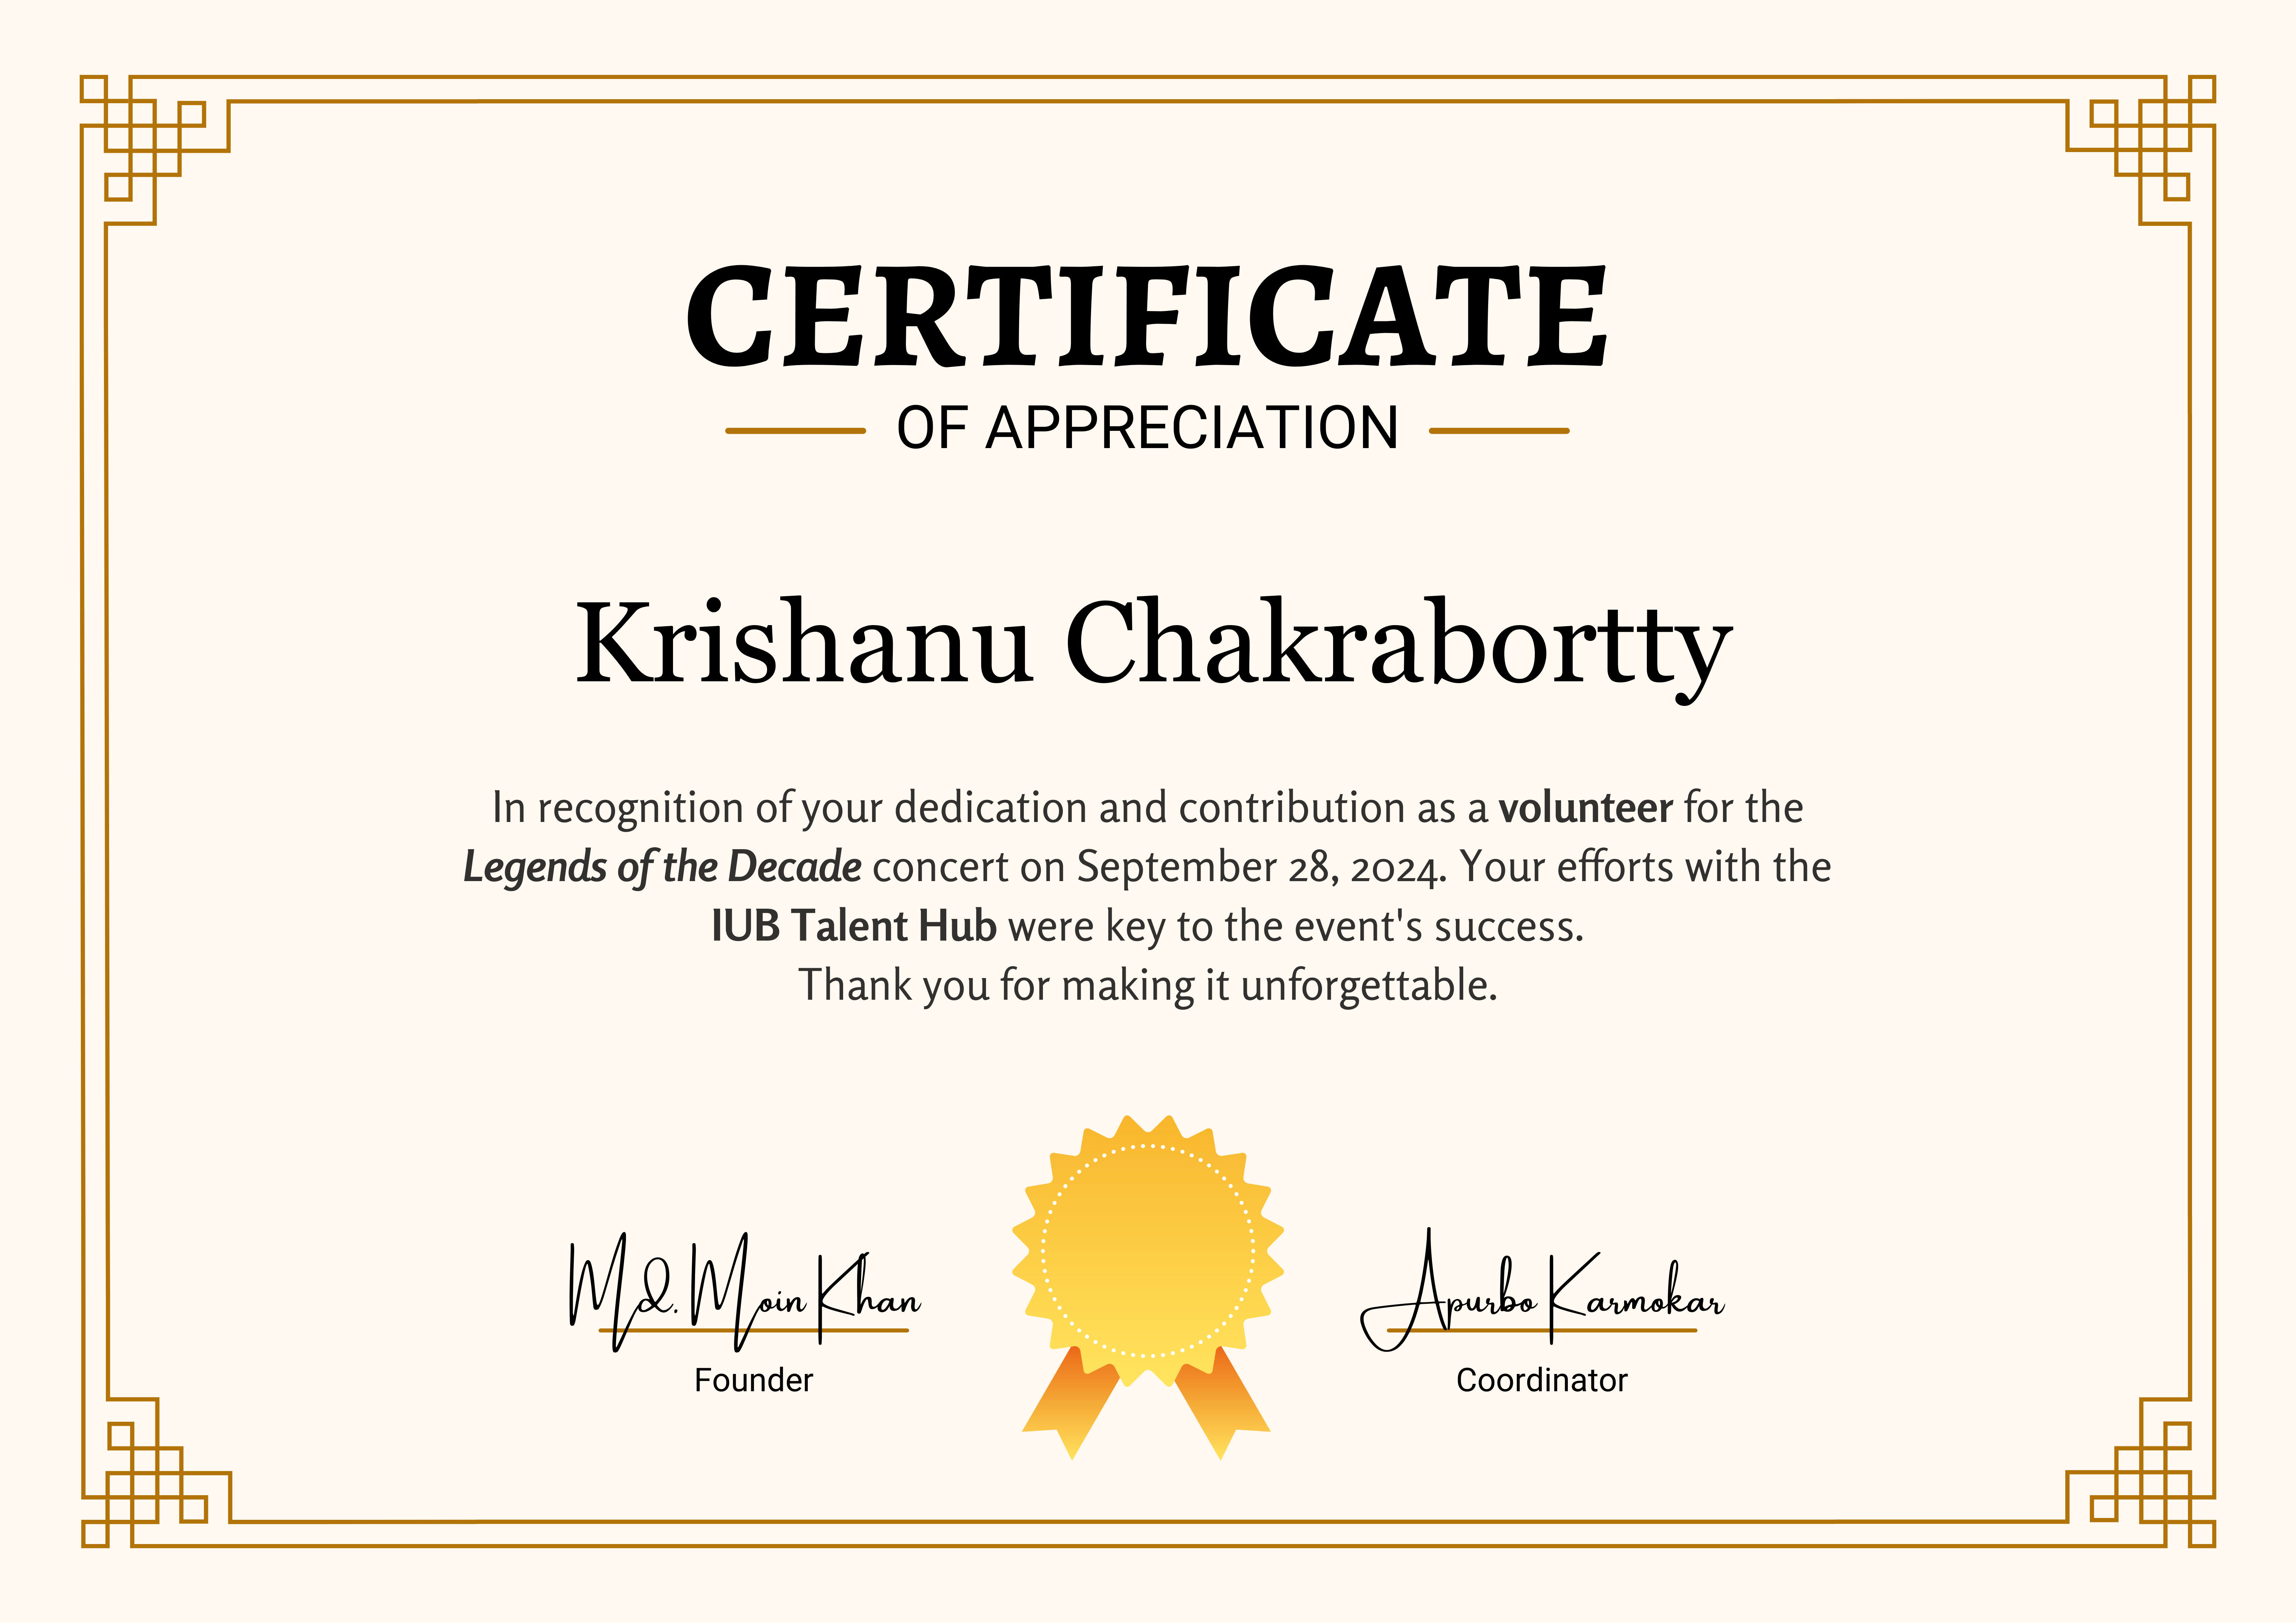 CERTIFICATE
OF APPRECIATION
Krishanu Chakrabortty
In recognition of your dedication and contribution as a volunteer for the
Legends of the Decade concert on September 28, 2024. Your efforts with the
IUB Talent Hub were key to the event's success.
Thank you for making it unforgettable.
Md. Moin Khan
Founder
Apurbo Karmokar
Coordinator